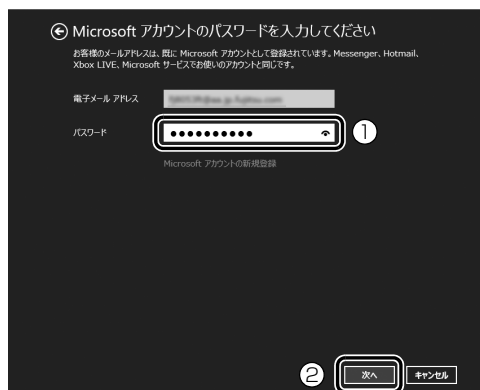 Microsoft アカウントのパスワードを入力してください
お客様のメールアドレスは、既に Microsoft アカウントとして登録されています。Messenger、Hotmail、
Xbox LIVE、Microsoft サービスでお使いのアカウントと同じです。
電子メール アドレス
パスワード ●●●●●●●●●● ①
Microsoft アカウントの新規登録
② 次へ キャンセル